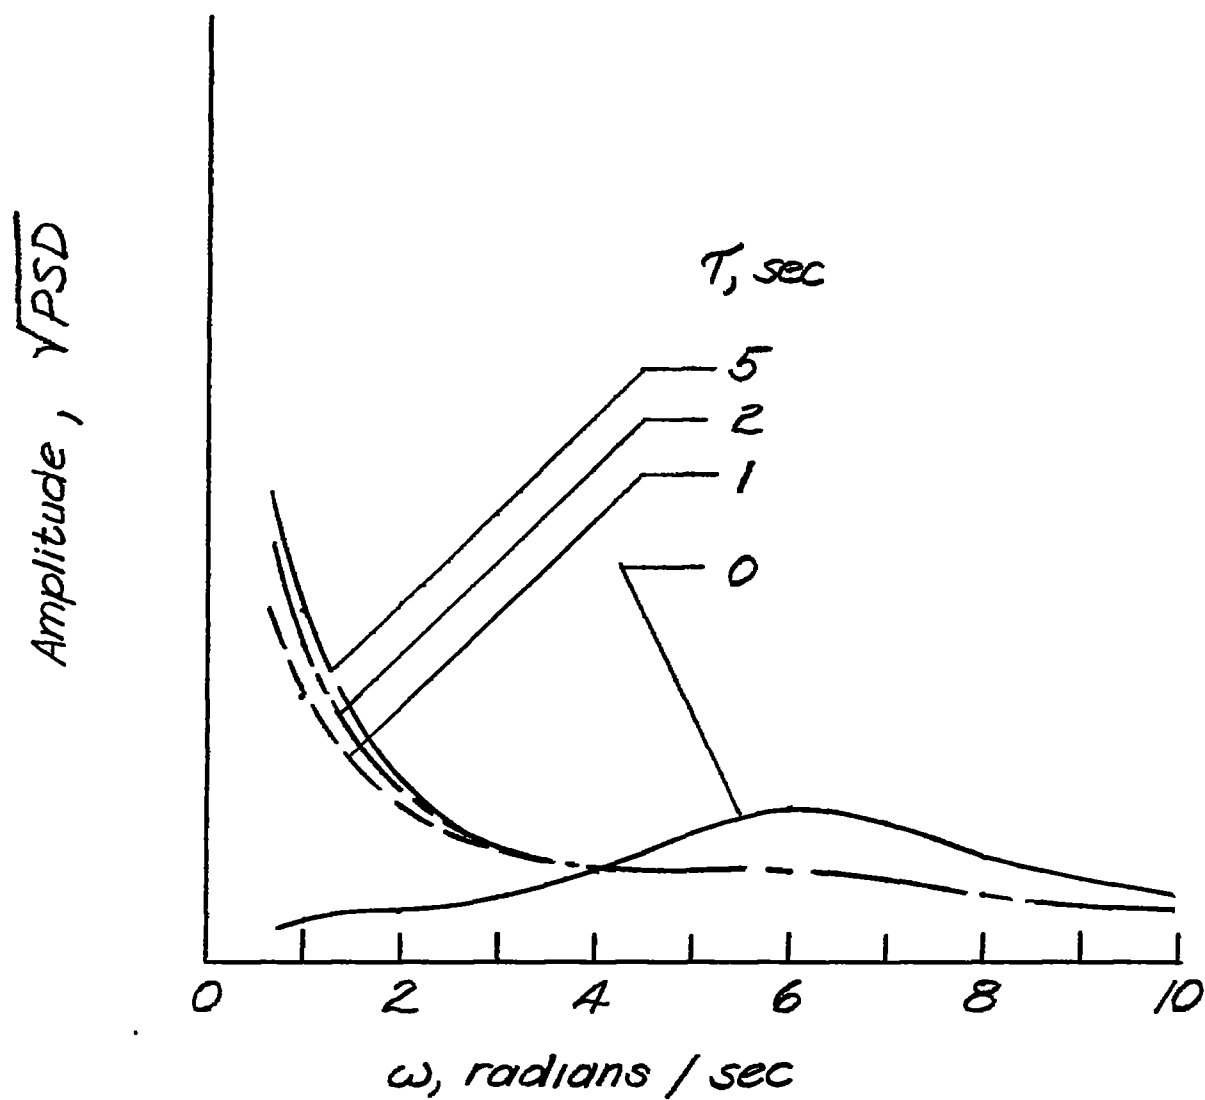 Amplitude, √PSD
τ, sec
5
2
1
0
0 2 4 6 8 10
ω, radians / sec